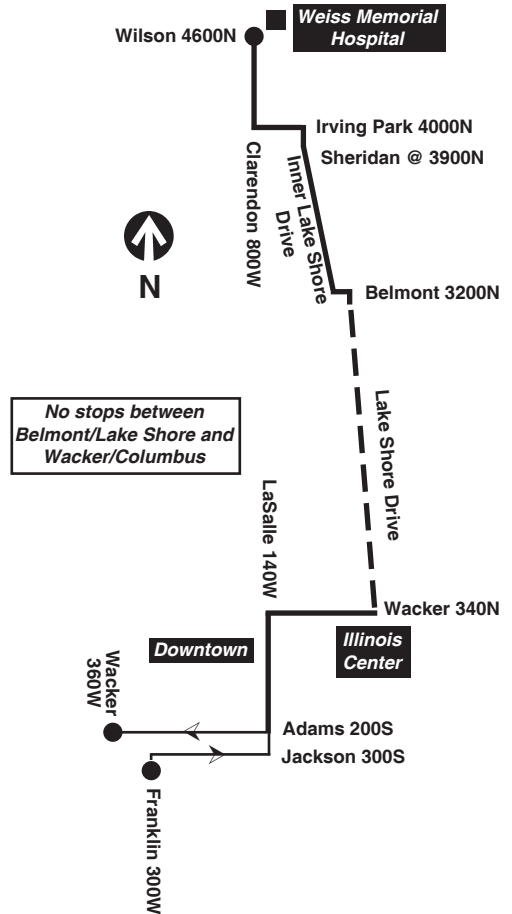 Weiss Memorial
Hospital
Wilson 4600N
Irving Park 4000N
Sheridan @ 3900N
Clarendon 800W
Inner Lake Shore
Drive
N
Belmont 3200N
No stops between
Belmont/Lake Shore and
Wacker/Columbus
Lake Shore Drive
LaSalle 140W
Wacker 340N
Downtown
Illinois
Center
Wacker
360W
Adams 200S
Jackson 300S
Franklin 300W